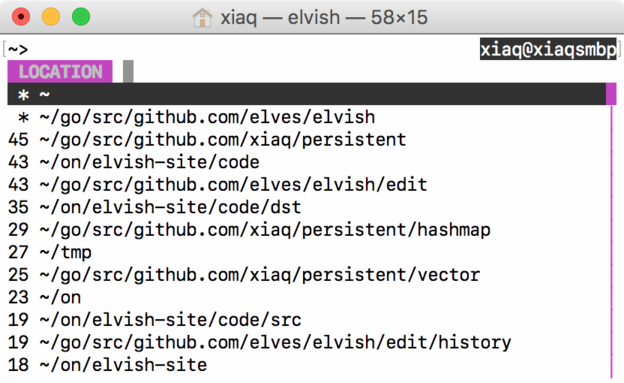 xiaq — elvish — 58×15
~> xiaq@xiaqsmbp
LOCATION
* ~
* ~/go/src/github.com/elves/elvish
45 ~/go/src/github.com/xiaq/persistent
43 ~/on/elvish-site/code
43 ~/go/src/github.com/elves/elvish/edit
35 ~/on/elvish-site/code/dst
29 ~/go/src/github.com/xiaq/persistent/hashmap
27 ~/tmp
25 ~/go/src/github.com/xiaq/persistent/vector
23 ~/on
19 ~/on/elvish-site/code/src
19 ~/go/src/github.com/elves/elvish/edit/history
18 ~/on/elvish-site